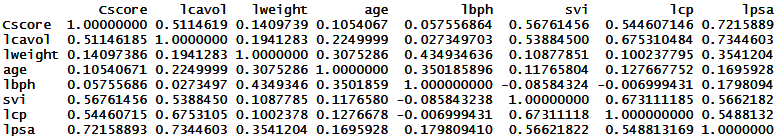 Cscore lcavol lweight age lbph svi lcp lpsa
Cscore 1.00000000 0.5114619 0.1409739 0.1054067 0.057556864 0.56761456 0.544607146 0.7215889
lcavol 0.51146185 1.0000000 0.1941283 0.2249999 0.027349703 0.53884500 0.675310484 0.7344603
lweight 0.14097386 0.1941283 1.0000000 0.3075286 0.434934636 0.10877851 0.100237795 0.3541204
age 0.10540671 0.2249999 0.3075286 1.0000000 0.350185896 0.11765804 0.127667752 0.1695928
lbph 0.05755686 0.0273497 0.4349346 0.3501859 1.000000000 -0.08584324 -0.006999431 0.1798094
svi 0.56761456 0.5388450 0.1087785 0.1176580 -0.085843238 1.00000000 0.673111185 0.5662182
lcp 0.54460715 0.6753105 0.1002378 0.1276678 -0.006999431 0.67311118 1.000000000 0.5488132
lpsa 0.72158893 0.7344603 0.3541204 0.1695928 0.179809410 0.56621822 0.548813169 1.0000000